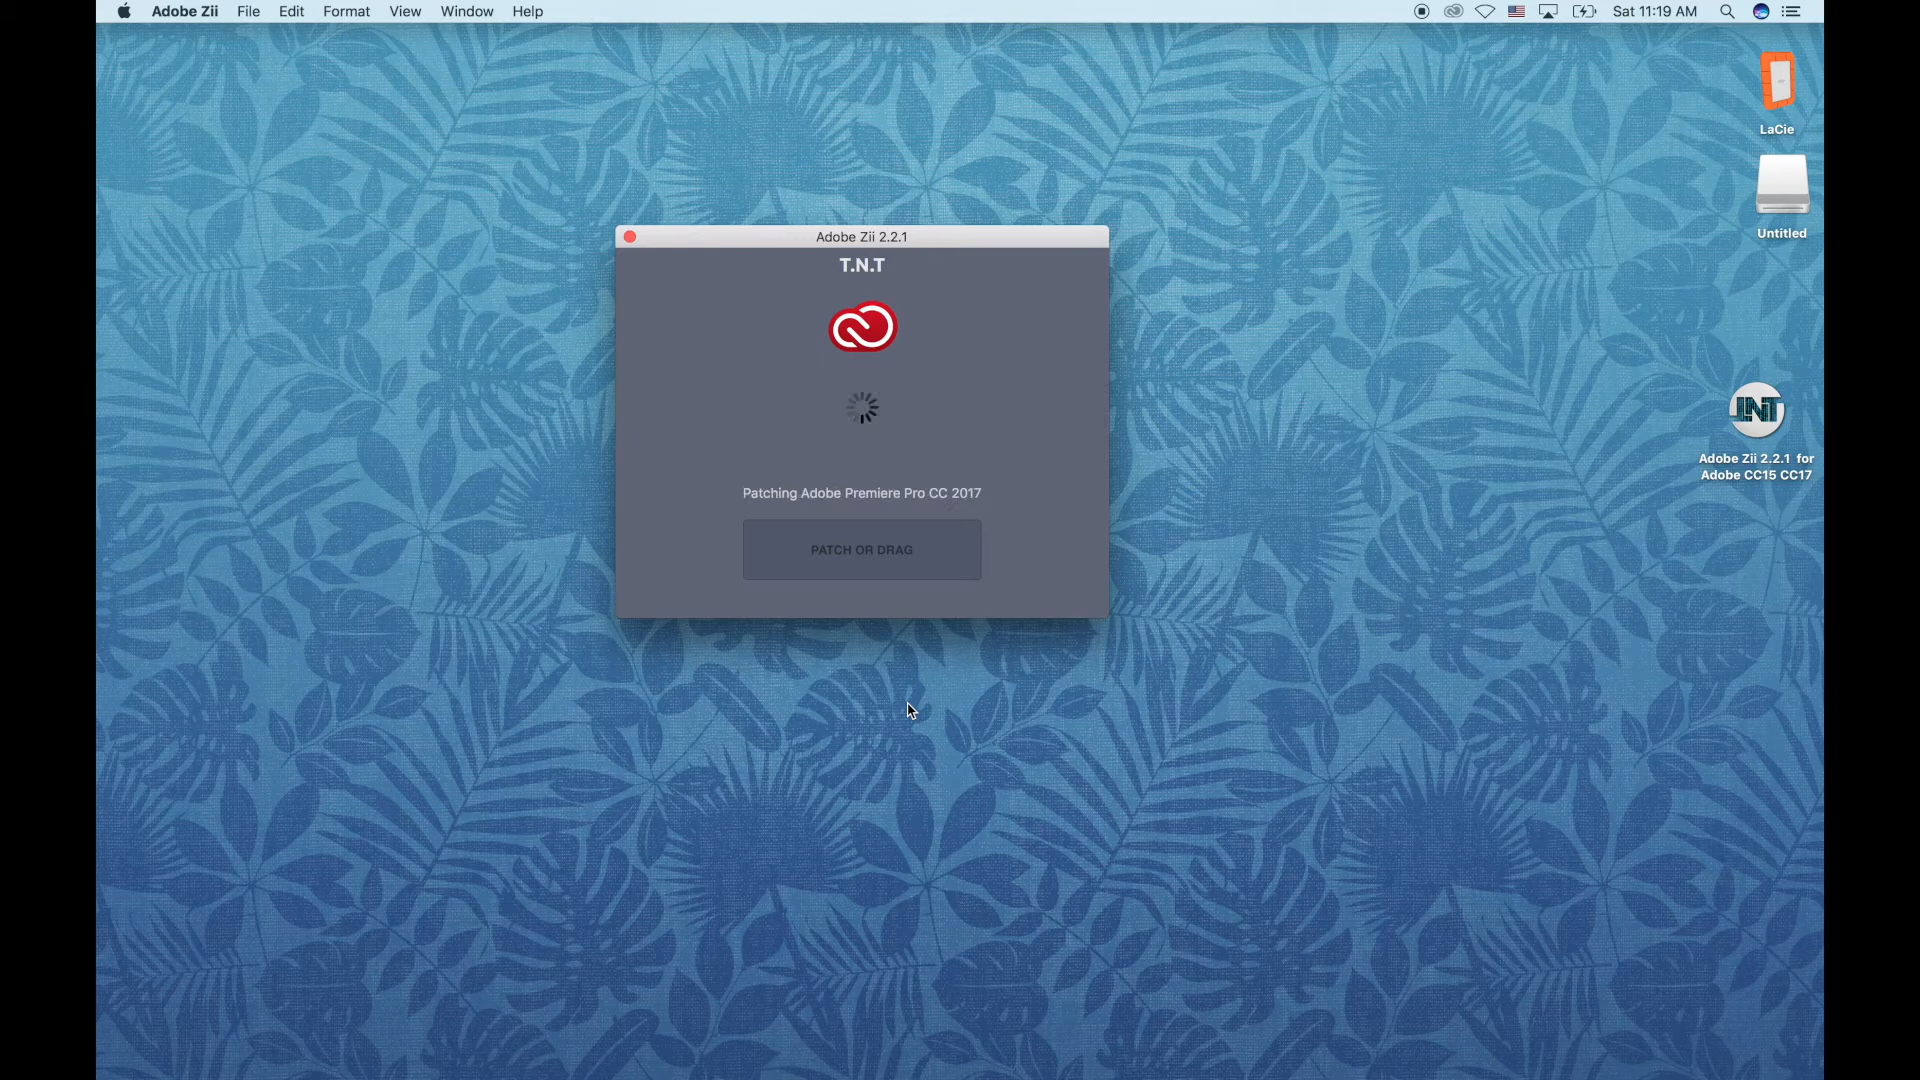 Adobe Zii File Edit Format View Window Help Sat 11:19 AM
LaCie
Untitled
Adobe Zii 2.2.1
T.N.T
Patching Adobe Premiere Pro CC 2017
PATCH OR DRAG
TNT
Adobe Zii 2.2.1 for
Adobe CC15 CC17